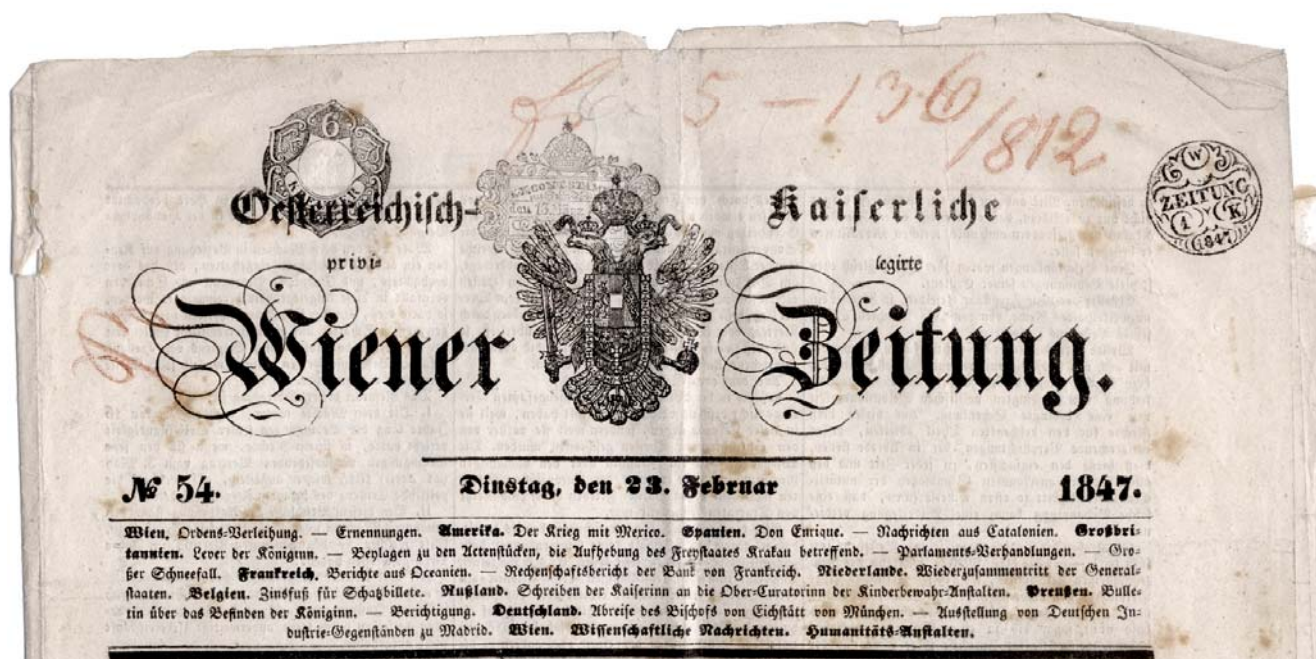 fl 5 – 136/812
6
Oesterreichisch-
Kaiserliche
W
ZEITUNG
1 K
1847
privi-
legirte
Wiener Zeitung.
№ 54.
Dinstag, den 23. Februar
1847.
Wien. Ordens-Verleihung. — Ernennungen. Amerika. Der Krieg mit Mexico. Spanien. Don Enrique. — Nachrichten aus Catalonien. Großbri-
tannien. Lever der Königinn. — Beylagen zu den Actenstücken, die Aufhebung des Freystaates Krakau betreffend. — Parlaments-Verhandlungen. — Gro-
ßer Schneefall. Frankreich. Berichte aus Oceanien. — Rechenschaftsbericht der Bank von Frankreich. Niederlande. Wiederzusammentritt der General-
staaten. Belgien. Zinsfuß für Schatzbillete. Rußland. Schreiben der Kaiserinn an die Ober-Curatorinn der Kinderbewahr-Anstalten. Preußen. Bulle-
tin über das Befinden der Königinn. — Berichtigung. Deutschland. Abreise des Bischofs von Eichstätt von München. — Ausstellung von Deutschen In-
dustrie-Gegenständen zu Madrid. Wien. Wissenschaftliche Nachrichten. Humanitäts-Anstalten.